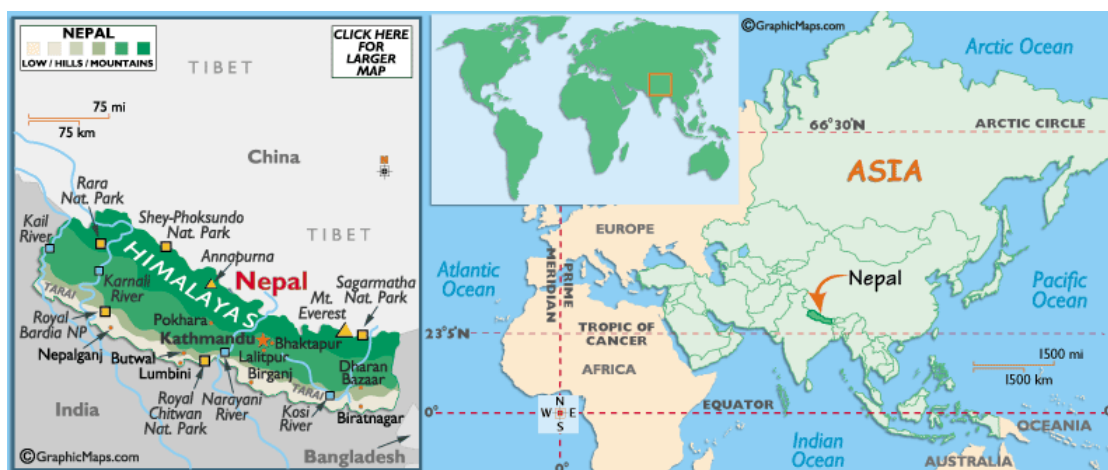 NEPAL
LOW / HILLS / MOUNTAINS
CLICK HERE
FOR
LARGER
MAP
TIBET
75 mi
75 km
China
Rara
Nat. Park
Kail
River
Shey-Phoksundo
Nat. Park
TIBET
Annapurna
HIMALAYAS
Nepal
Sagarmatha
Nat. Park
Mt.
Everest
Karnali
River
TARAI
Royal
Bardia NP
Pokhara
Kathmandu
Bhaktapur
Nepalganj
Butwal
Lalitpur
Dharan
Bazaar
Lumbini
Birganj
TARAI
India
Royal
Chitwan
Nat. Park
Narayani
River
Kosi
River
Biratnagar
Bangladesh
©GraphicMaps.com
©GraphicMaps.com
Arctic Ocean
66°30'N
ARCTIC CIRCLE
ASIA
EUROPE
Atlantic
Ocean
PRIME
MERIDIAN
Nepal
Pacific
Ocean
23°5'N
TROPIC OF
CANCER
AFRICA
1500 mi
1500 km
N
W E
S
0°
EQUATOR
0°
OCEANIA
Indian
Ocean
AUSTRALIA
0°